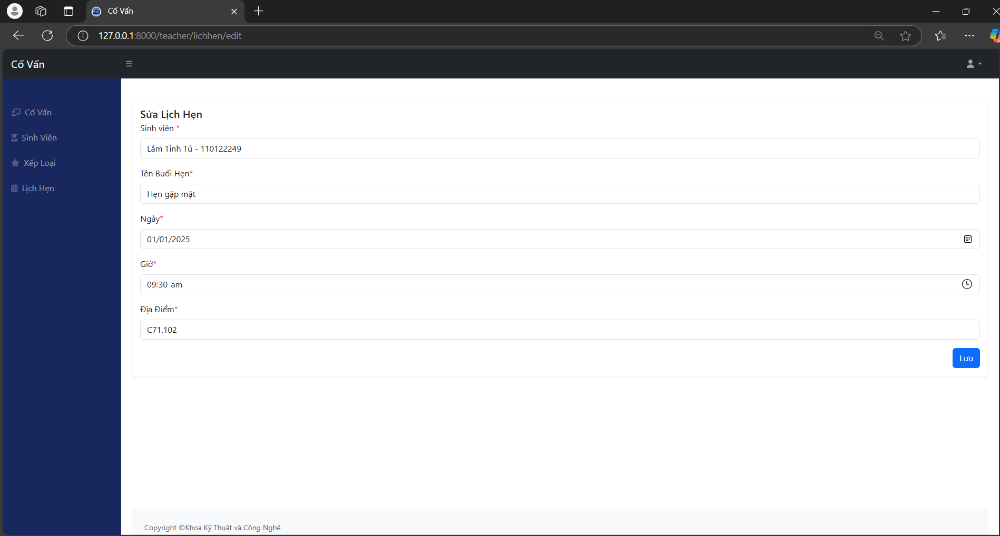 Cố Vấn
127.0.0.1:8000/teacher/lichhen/edit
Cố Vấn
Cố Vấn
Sinh Viên
Xếp Loại
Lịch Hẹn
Sửa Lịch Hẹn
Sinh viên *
Lâm Tinh Tú - 110122249
Tên Buổi Hẹn*
Hẹn gặp mặt
Ngày*
01/01/2025
Giờ*
09:30 am
Địa Điểm*
C71.102
Lưu
Copyright ©Khoa Kỹ Thuật và Công Nghệ